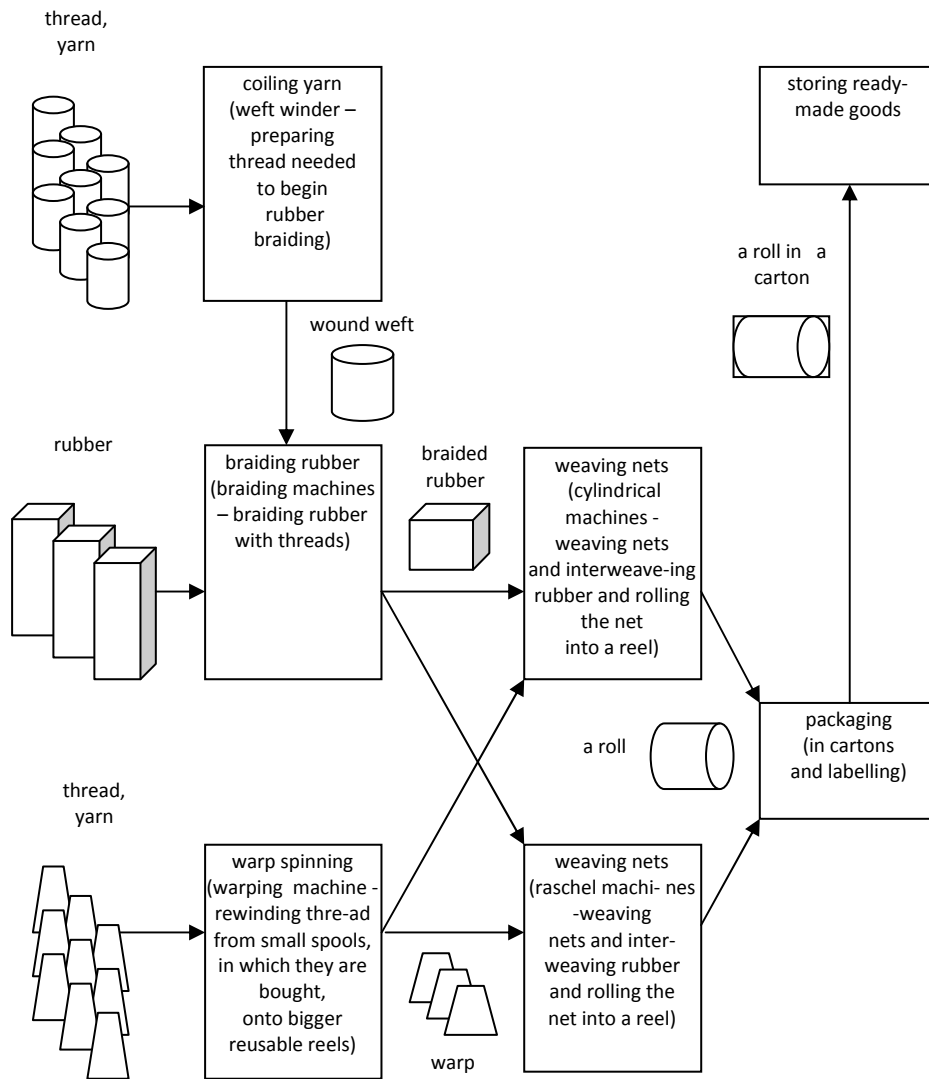 thread,
yarn
coiling yarn
(weft winder –
preparing
thread needed
to begin
rubber
braiding)
storing ready-
made goods
a roll in a
carton
wound weft
rubber
braiding rubber
(braiding machines
– braiding rubber
with threads)
braided
rubber
weaving nets
(cylindrical
machines -
weaving nets
and interweave-ing
rubber and rolling
the net
into a reel)
a roll
packaging
(in cartons
and labelling)
thread,
yarn
warp spinning
(warping machine -
rewinding thre-ad
from small spools,
in which they are
bought,
onto bigger
reusable reels)
warp
weaving nets
(raschel machi- nes
-weaving
nets and inter-
weaving rubber
and rolling the
net into a reel)